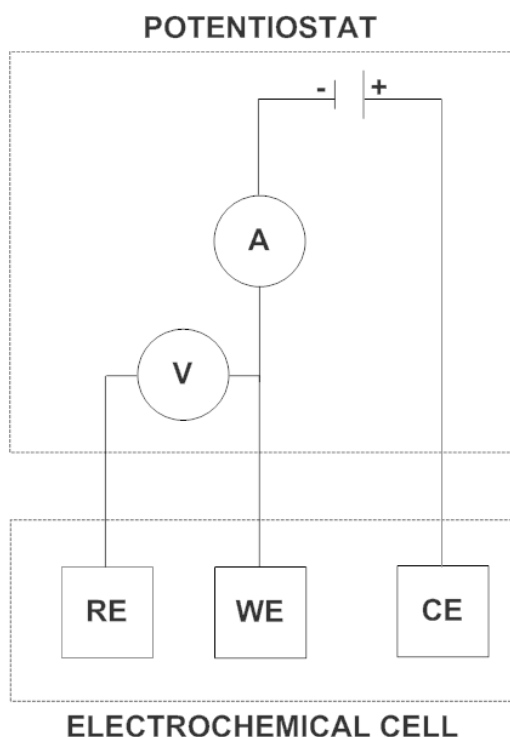 POTENTIOSTAT
- +
A
V
RE WE CE
ELECTROCHEMICAL CELL